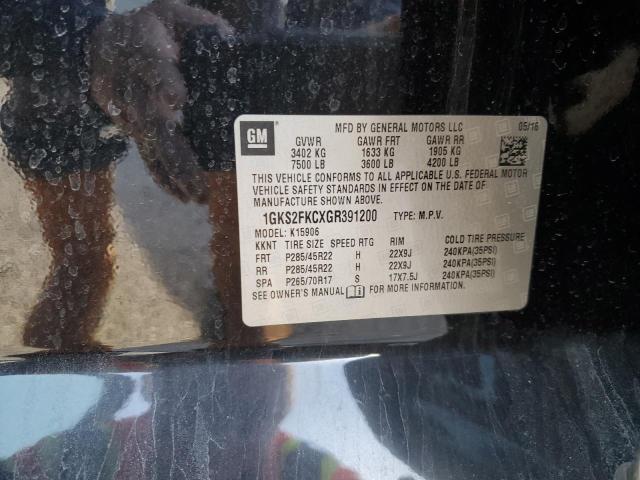 GM
MFD BY GENERAL MOTORS LLC 05/16
GVWR GAWR FRT GAWR RR
3402 KG 1633 KG 1905 KG
7500 LB 3600 LB 4200 LB
THIS VEHICLE CONFORMS TO ALL APPLICABLE U.S. FEDERAL MOTOR
VEHICLE SAFETY STANDARDS IN EFFECT ON THE DATE OF
MANUFACTURE SHOWN ABOVE.
1GKS2FKCXGR391200 TYPE: M.P.V.
MODEL: K15906
KKNT TIRE SIZE SPEED RTG RIM COLD TIRE PRESSURE
FRT P285/45R22 H 22X9J 240KPA(35PSI)
RR P285/45R22 H 22X9J 240KPA(35PSI)
SPA P265/70R17 S 17X7.5J 240KPA(35PSI)
SEE OWNER'S MANUAL FOR MORE INFORMATION.